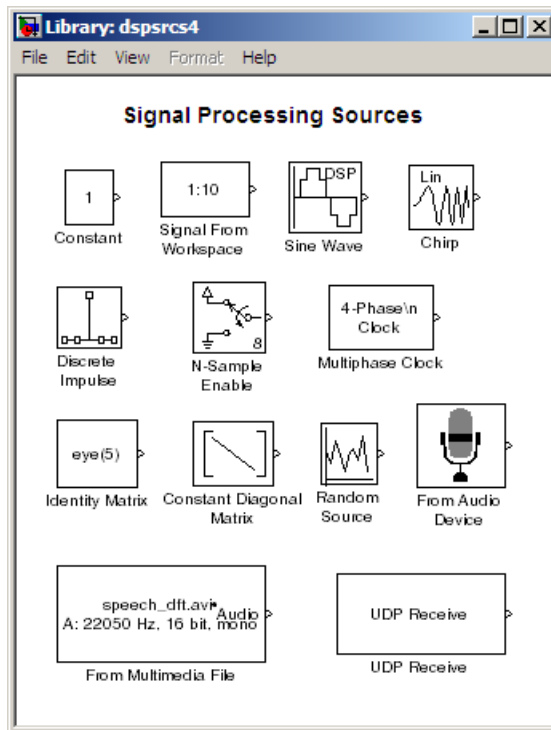 Library: dspsrcs4
File Edit View Format Help
Signal Processing Sources
1
Constant
1:10
Signal From
Workspace
DSP
Sine Wave
Lin
Chirp
Discrete
Impulse
8
N-Sample
Enable
4-Phase\n
Clock
Multiphase Clock
eye(5)
Identity Matrix
Constant Diagonal
Matrix
Random
Source
From Audio
Device
speech_dft.avi
Audio
A: 22050 Hz, 16 bit, mono
From Multimedia File
UDP Receive
UDP Receive